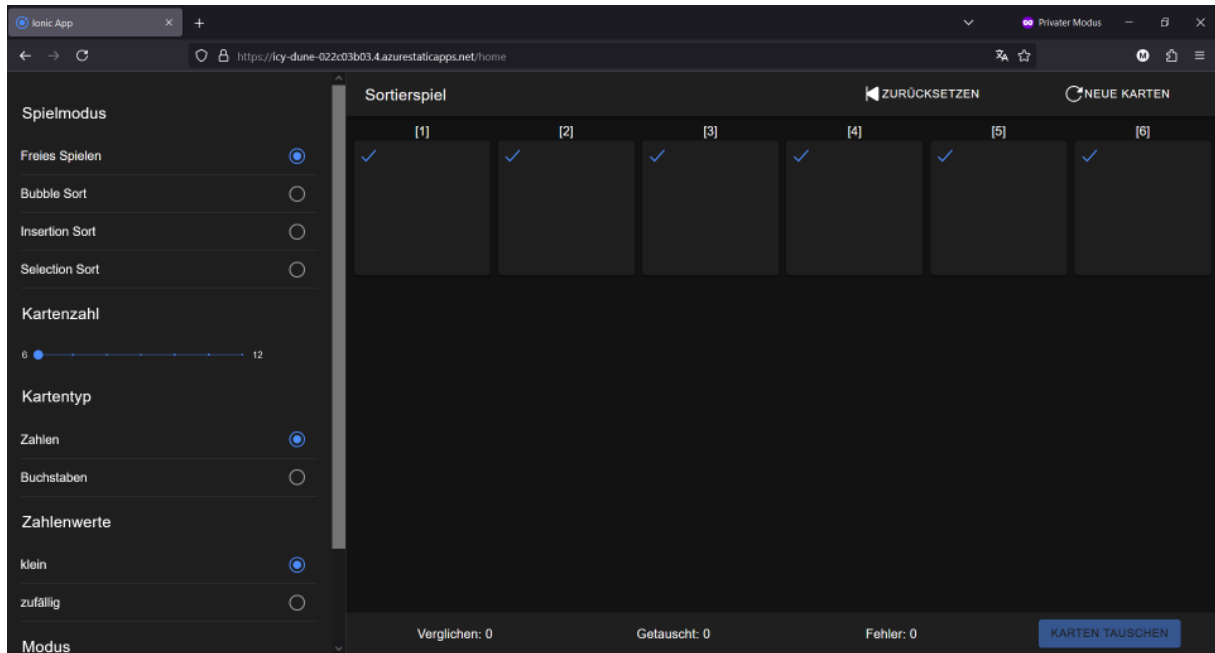 Ionic App
Privater Modus
https://icy-dune-022c03b03.4.azurestaticapps.net/home
M
Spielmodus
Freies Spielen
Bubble Sort
Insertion Sort
Selection Sort
Kartenzahl
6 12
Kartentyp
Zahlen
Buchstaben
Zahlenwerte
klein
zufällig
Modus
Sortierspiel ZURÜCKSETZEN NEUE KARTEN
[1] [2] [3] [4] [5] [6]
Verglichen: 0 Getauscht: 0 Fehler: 0 KARTEN TAUSCHEN